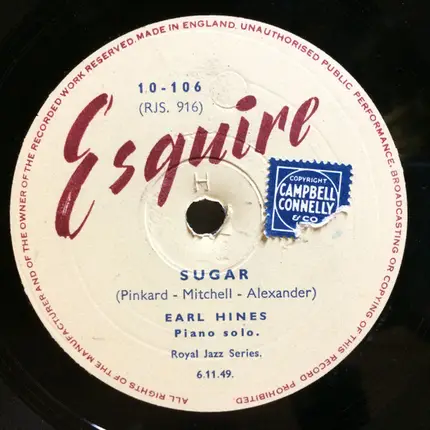 ALL RIGHTS OF THE MANUFACTURER AND OF THE OWNER OF THE RECORDED WORK RESERVED. MADE IN ENGLAND. UNAUTHORISED PUBLIC PERFORMANCE, BROADCASTING OR COPYING OF THIS RECORD PROHIBITED.
10-106
(RJS. 916)
Esquire
H
COPYRIGHT
CAMPBELL
CONNELLY
& CO
SUGAR
(Pinkard - Mitchell - Alexander)
EARL HINES
Piano solo.
Royal Jazz Series.
6.11.49.